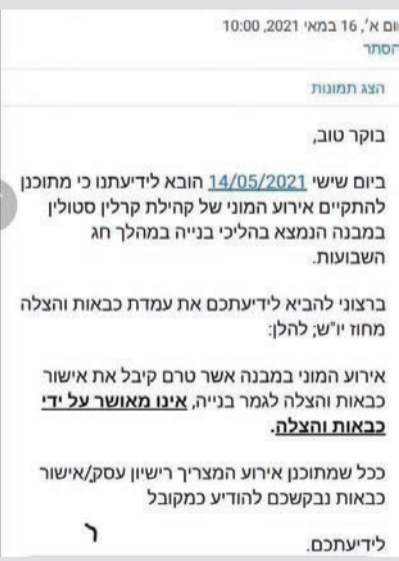 יום א׳, 16 במאי 2021, 10:00
הסתר
הצג תמונות
בוקר טוב,
ביום שישי 14/05/2021 הובא לידיעתנו כי מתוכנן
להתקיים אירוע המוני של קהילת קרלין סטולין
במבנה הנמצא בהליכי בנייה במהלך חג
השבועות.
ברצוני להביא לידיעתכם את עמדת כבאות והצלה
מחוז יו"ש; להלן:
אירוע המוני במבנה אשר טרם קיבל את אישור
כבאות והצלה לגמר בנייה, אינו מאושר על ידי
כבאות והצלה.
ככל שמתוכנן אירוע המצריך רישיון עסק/אישור
כבאות נבקשכם להודיע כמקובל
לידיעתכם.